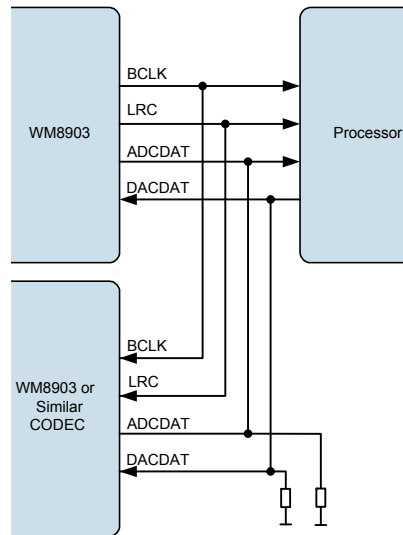 BCLK
LRC
WM8903
Processor
ADCDAT
DACDAT
BCLK
LRC
WM8903 or
Similar
CODEC
ADCDAT
DACDAT